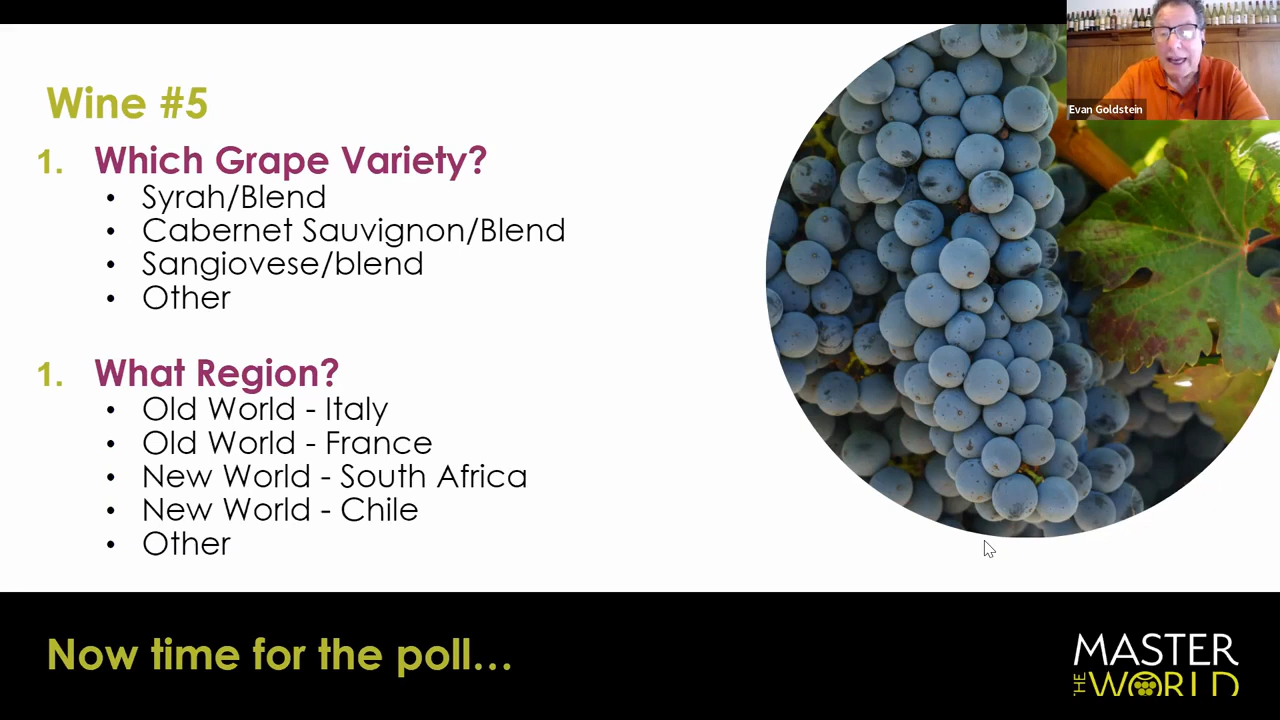 Wine #5
1. Which Grape Variety?
• Syrah/Blend
• Cabernet Sauvignon/Blend
• Sangiovese/blend
• Other
1. What Region?
• Old World - Italy
• Old World - France
• New World - South Africa
• New World - Chile
• Other
Now time for the poll...
Evan Goldstein
MASTER
THE WORLD